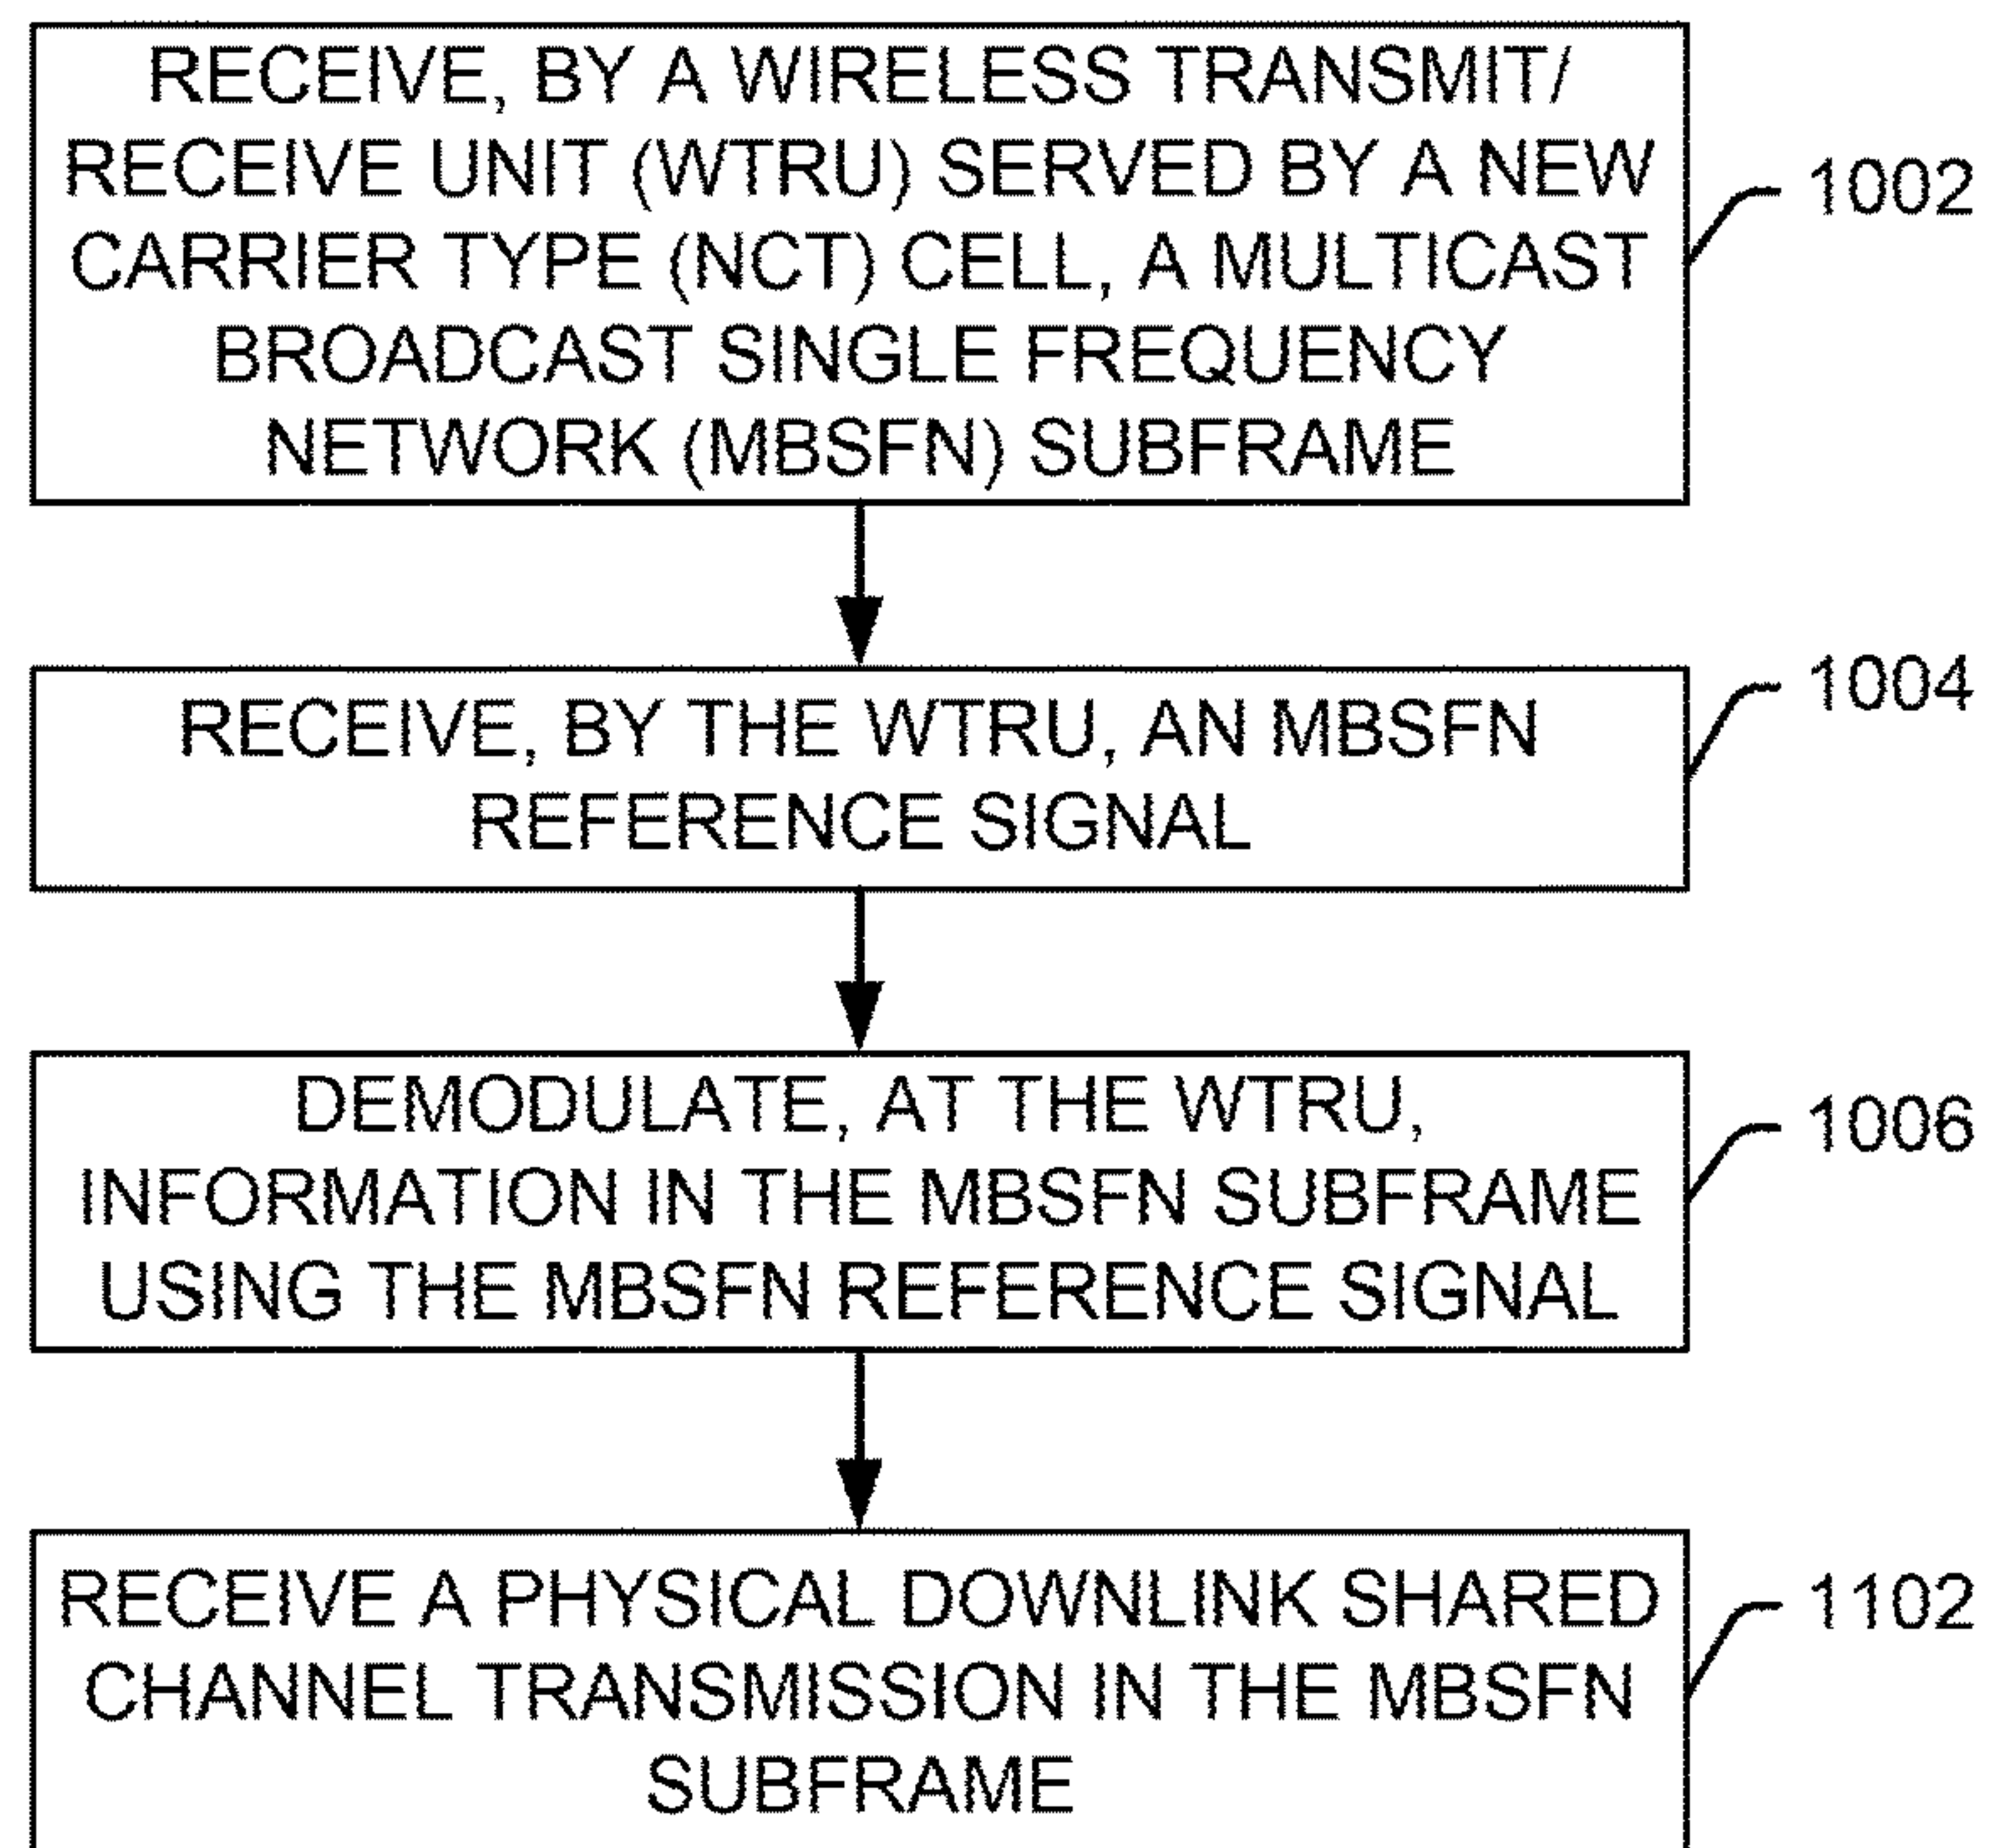 RECEIVE, BY A WIRELESS TRANSMIT/
RECEIVE UNIT (WTRU) SERVED BY A NEW
CARRIER TYPE (NCT) CELL, A MULTICAST
BROADCAST SINGLE FREQUENCY
NETWORK (MBSFN) SUBFRAME
1002
RECEIVE, BY THE WTRU, AN MBSFN
REFERENCE SIGNAL
1004
DEMODULATE, AT THE WTRU,
INFORMATION IN THE MBSFN SUBFRAME
USING THE MBSFN REFERENCE SIGNAL
1006
RECEIVE A PHYSICAL DOWNLINK SHARED
CHANNEL TRANSMISSION IN THE MBSFN
SUBFRAME
1102